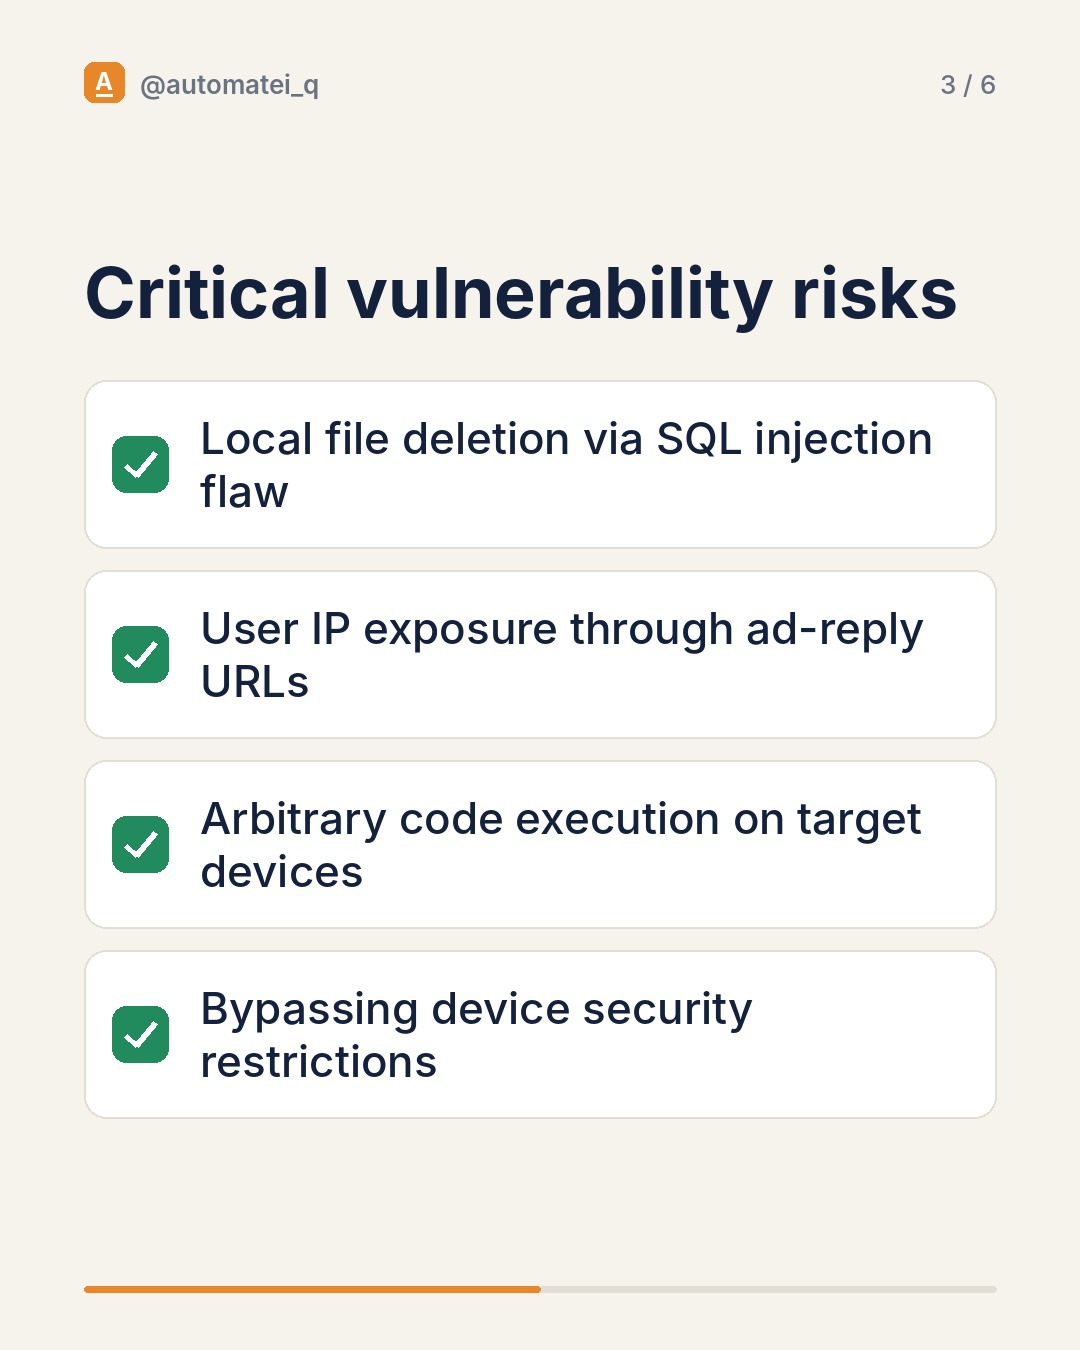 A @automatei_q
3 / 6
Critical vulnerability risks
Local file deletion via SQL injection
flaw
User IP exposure through ad-reply
URLs
Arbitrary code execution on target
devices
Bypassing device security
restrictions